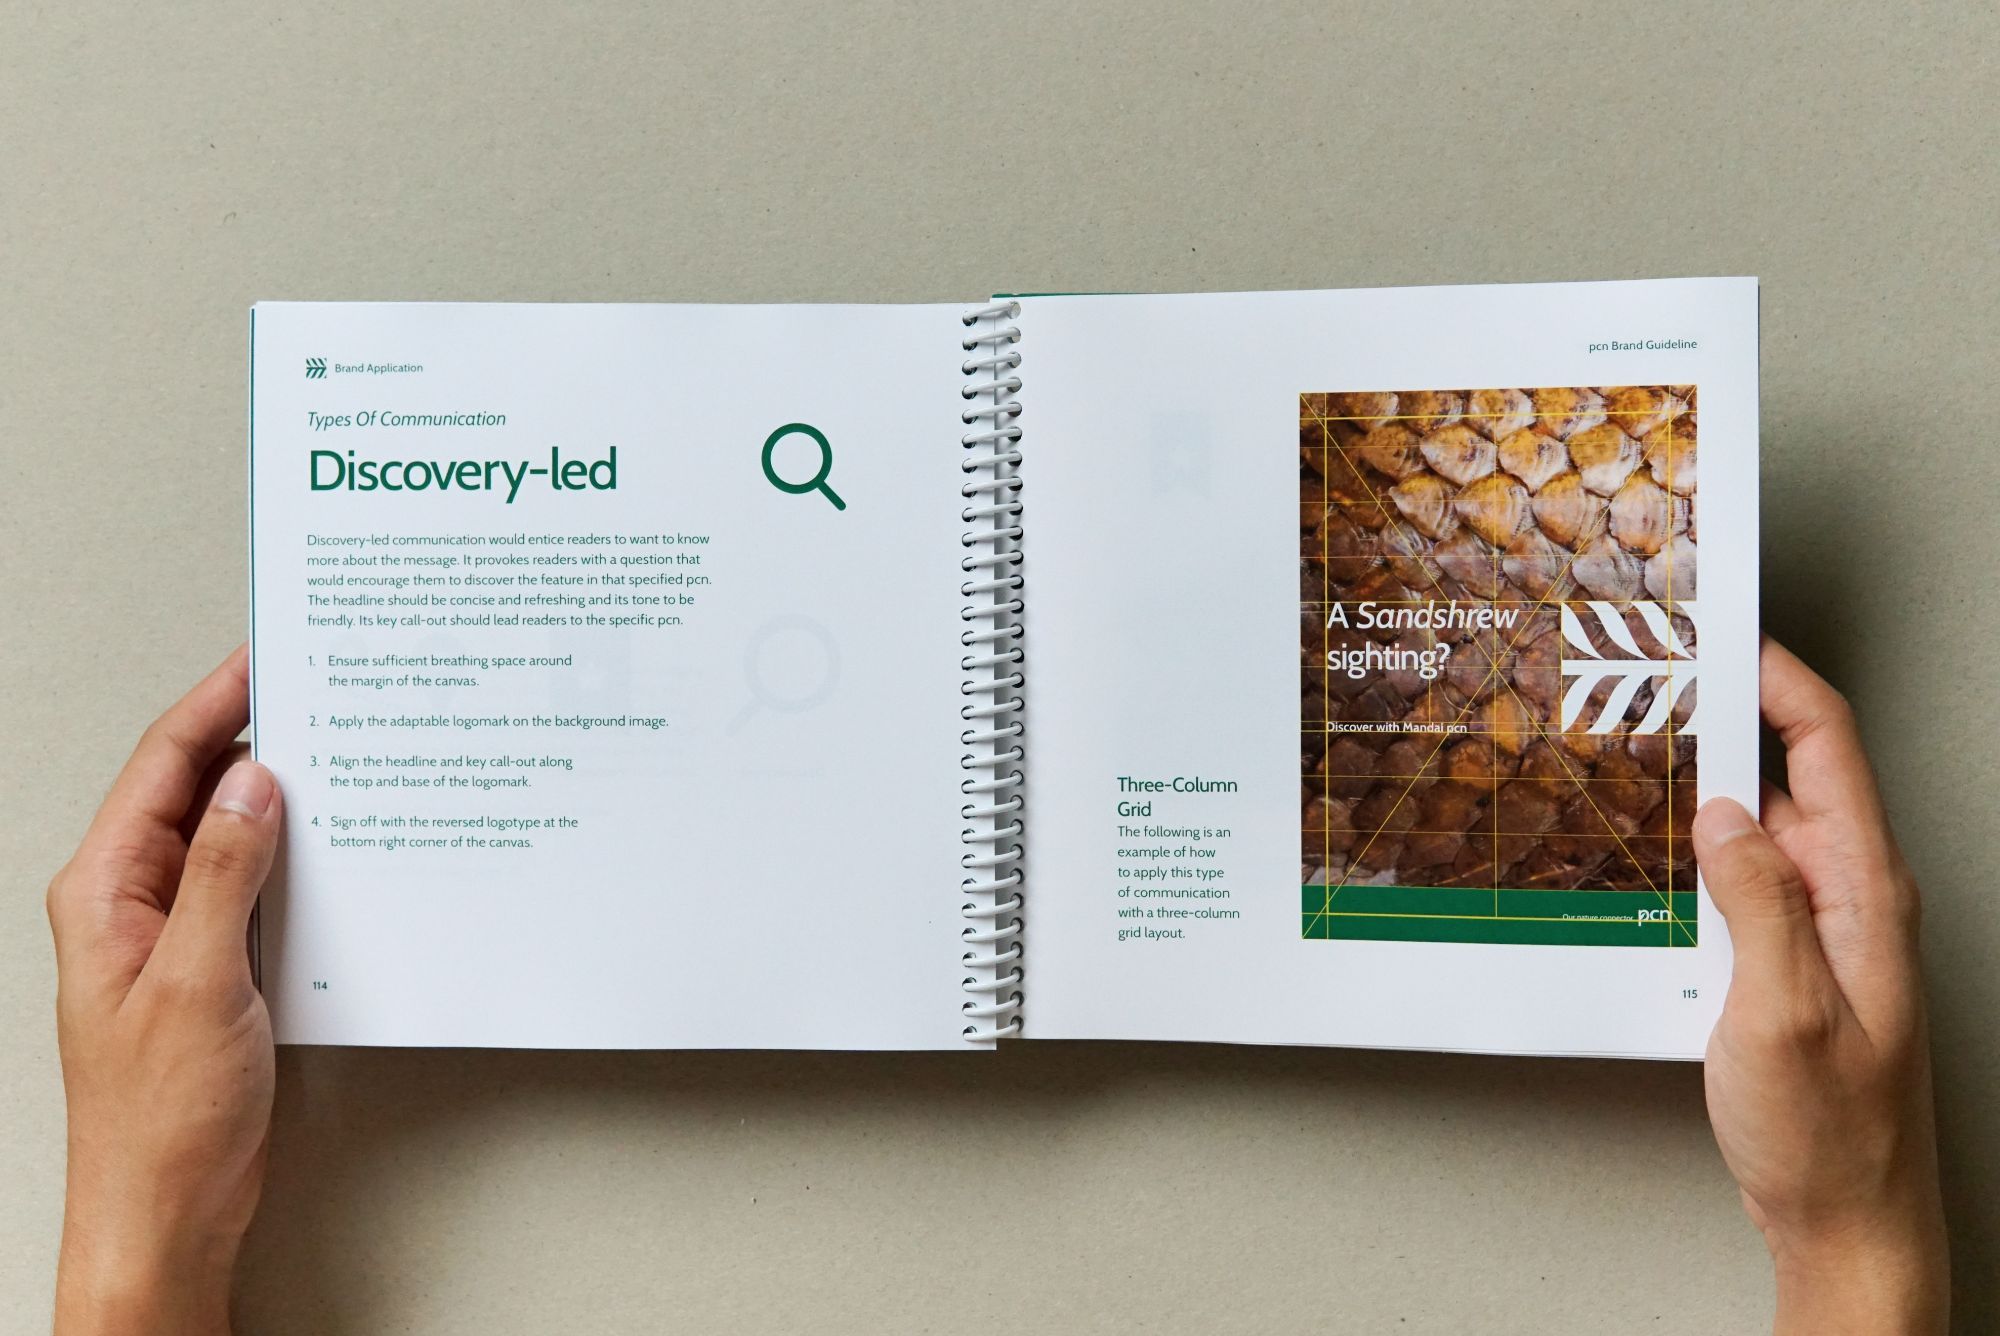 Brand Application
Types Of Communication
Discovery-led
Discovery-led communication would entice readers to want to know
more about the message. It provokes readers with a question that
would encourage them to discover the feature in that specified pcn.
The headline should be concise and refreshing and its tone to be
friendly. Its key call-out should lead readers to the specific pcn.
1. Ensure sufficient breathing space around
the margin of the canvas.
2. Apply the adaptable logomark on the background image.
3. Align the headline and key call-out along
the top and base of the logomark.
4. Sign off with the reversed logotype at the
bottom right corner of the canvas.
114
pcn Brand Guideline
A Sandshrew
sighting?
Discover with Mandai pcn
Three-Column
Grid
The following is an
example of how
to apply this type
of communication
with a three-column
grid layout.
Our nature connector pcn
115